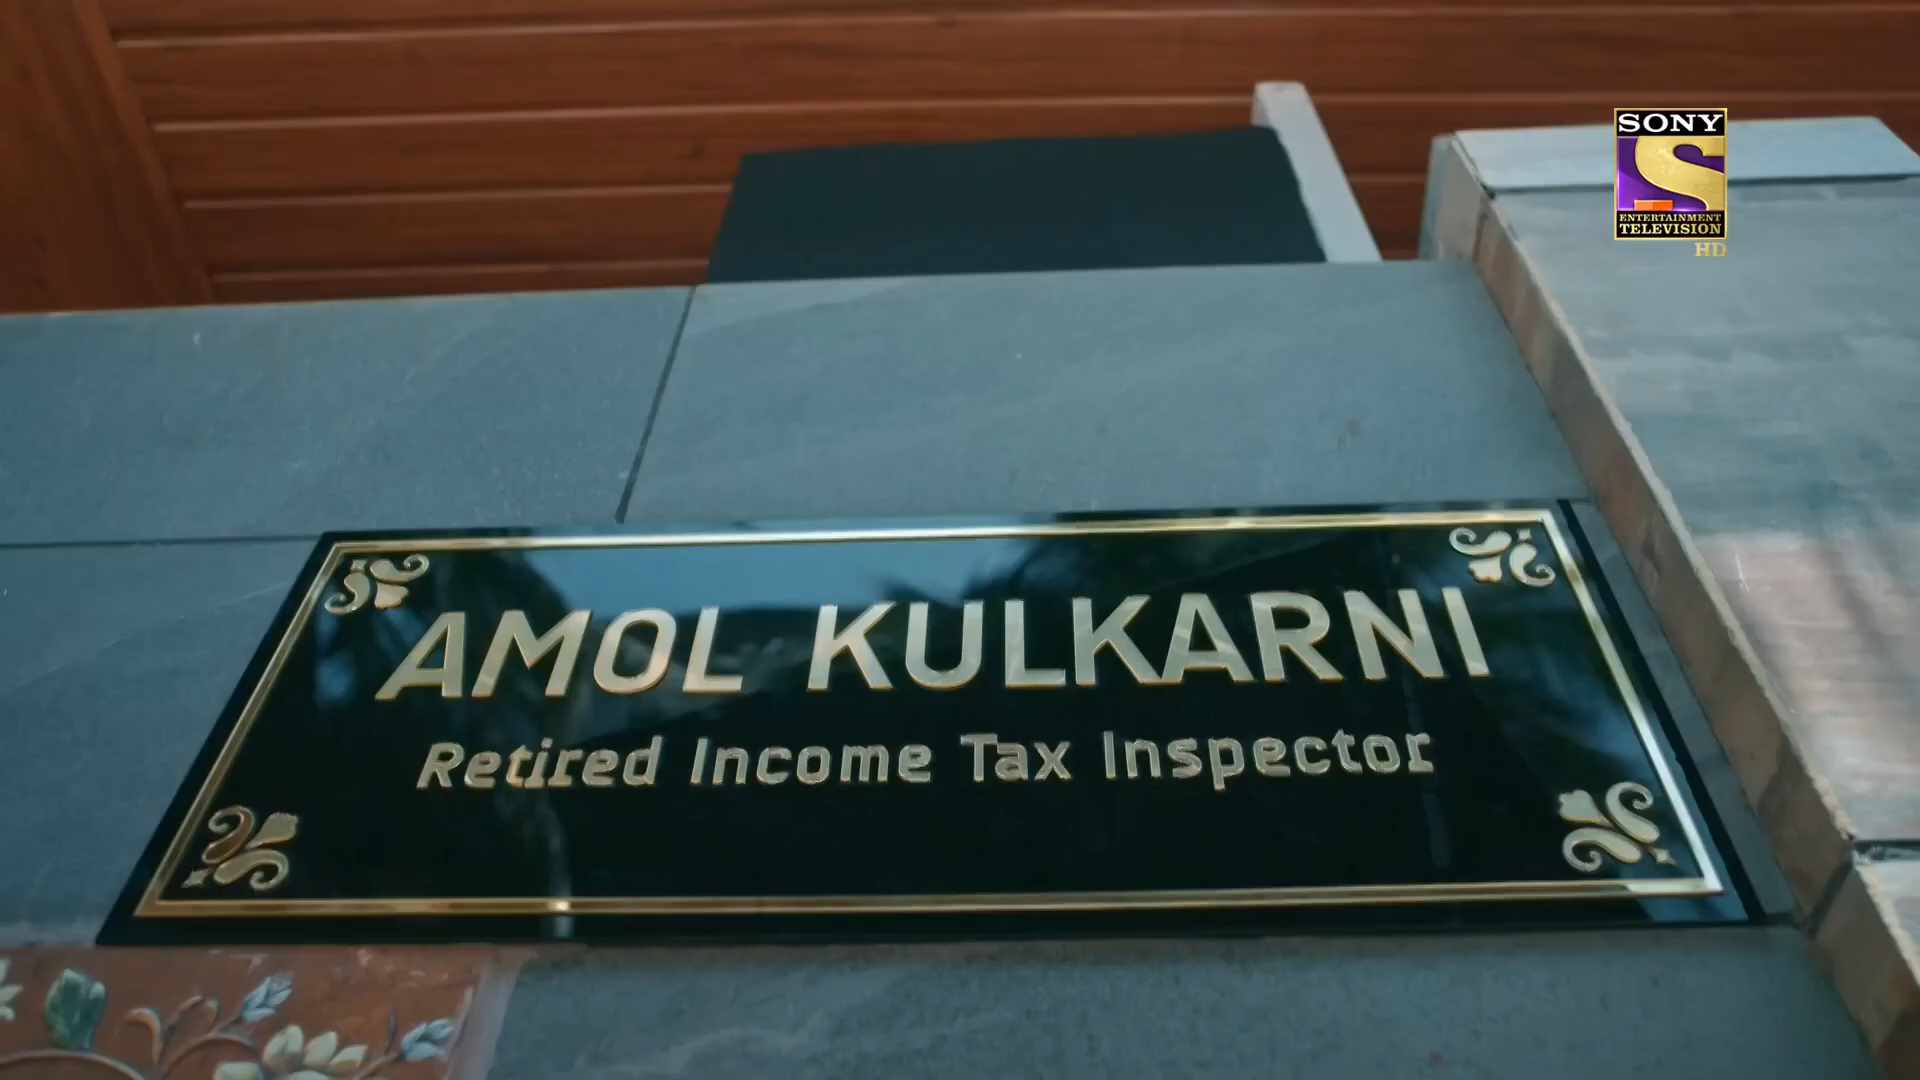 SONY
ENTERTAINMENT
TELEVISION
HD
AMOL KULKARNI
Retired Income Tax Inspector